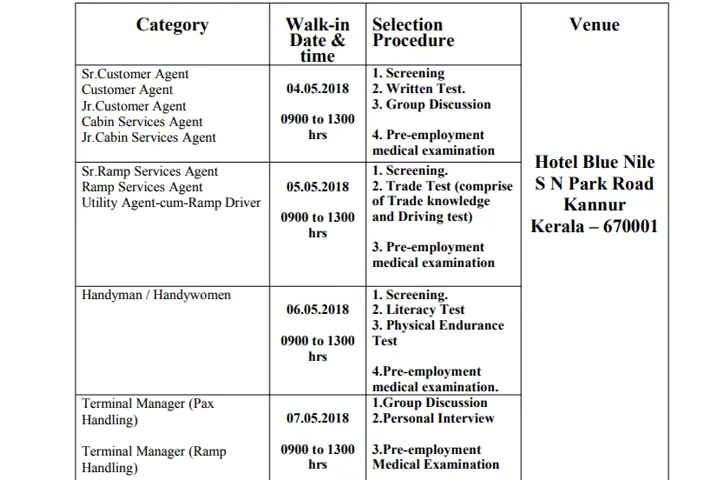 Category
Walk-in
Date &
time
Selection
Procedure
Venue
Sr.Customer Agent
Customer Agent
Jr.Customer Agent
Cabin Services Agent
Jr.Cabin Services Agent
04.05.2018
0900 to 1300
hrs
1. Screening
2. Written Test.
3. Group Discussion
4. Pre-employment
medical examination
Hotel Blue Nile
S N Park Road
Kannur
Kerala – 670001
Sr.Ramp Services Agent
Ramp Services Agent
Utility Agent-cum-Ramp Driver
05.05.2018
0900 to 1300
hrs
1. Screening.
2. Trade Test (comprise
of Trade knowledge
and Driving test)
3. Pre-employment
medical examination
Handyman / Handywomen
06.05.2018
0900 to 1300
hrs
1. Screening.
2. Literacy Test
3. Physical Endurance
Test
4.Pre-employment
medical examination.
Terminal Manager (Pax
Handling)
Terminal Manager (Ramp
Handling)
07.05.2018
0900 to 1300
hrs
1.Group Discussion
2.Personal Interview
3.Pre-employment
Medical Examination